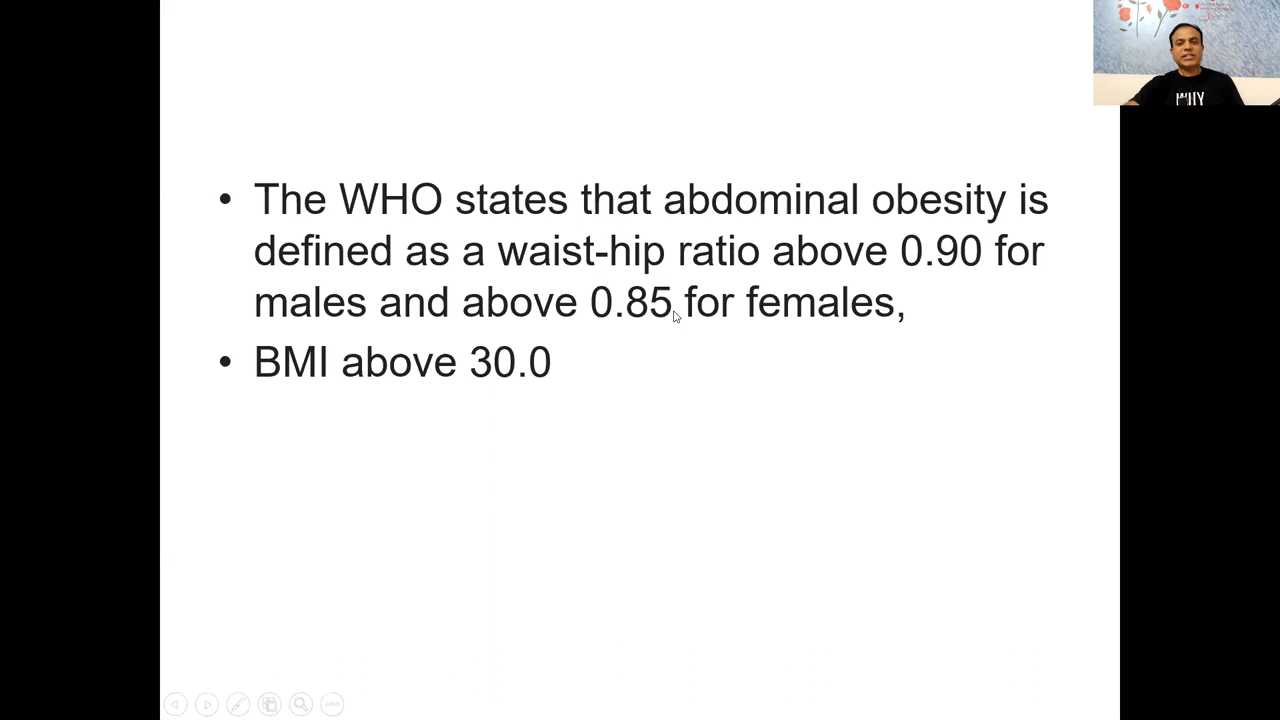 • The WHO states that abdominal obesity is
defined as a waist-hip ratio above 0.90 for
males and above 0.85 for females,
• BMI above 30.0